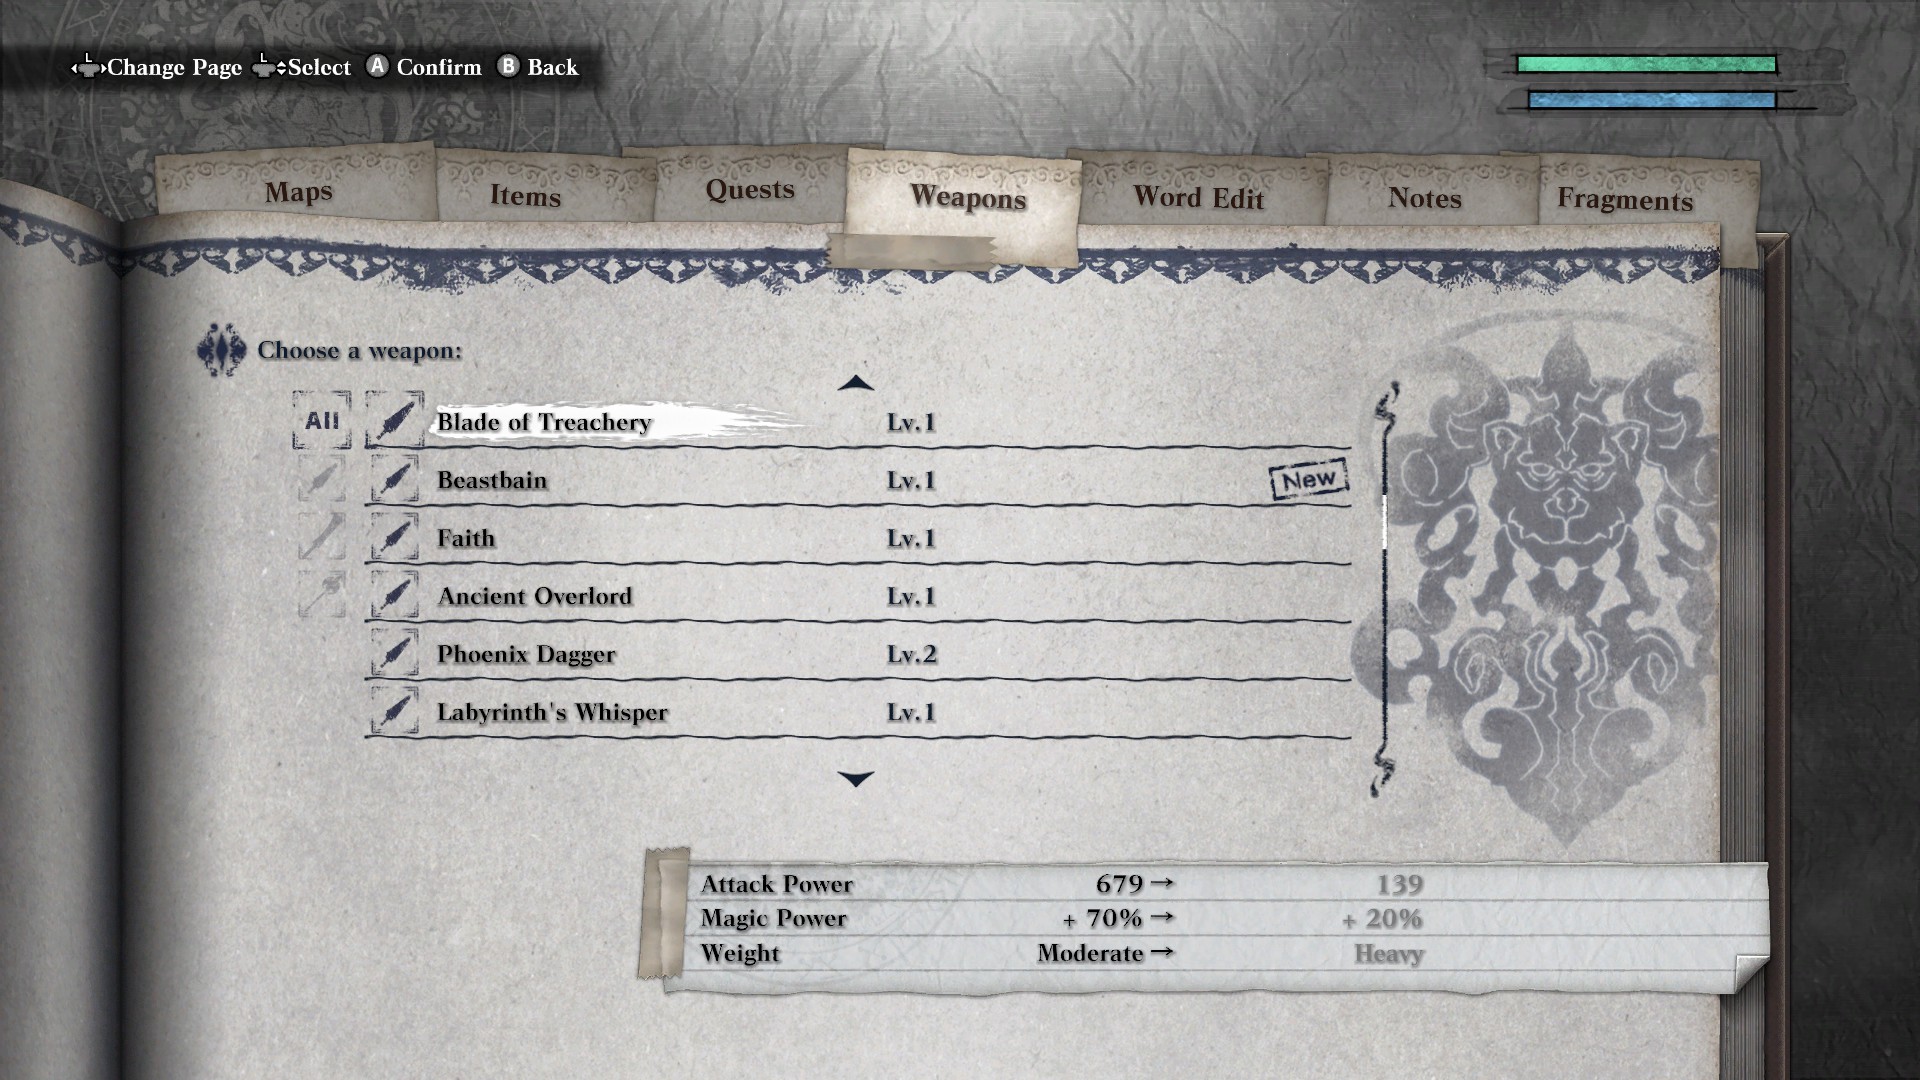 L Change Page L Select A Confirm B Back
Maps Items Quests Weapons Word Edit Notes Fragments
Choose a weapon:
All Blade of Treachery Lv.1
Beastbain Lv.1 New
Faith Lv.1
Ancient Overlord Lv.1
Phoenix Dagger Lv.2
Labyrinth's Whisper Lv.1
Attack Power 679 → 139
Magic Power + 70% → + 20%
Weight Moderate → Heavy